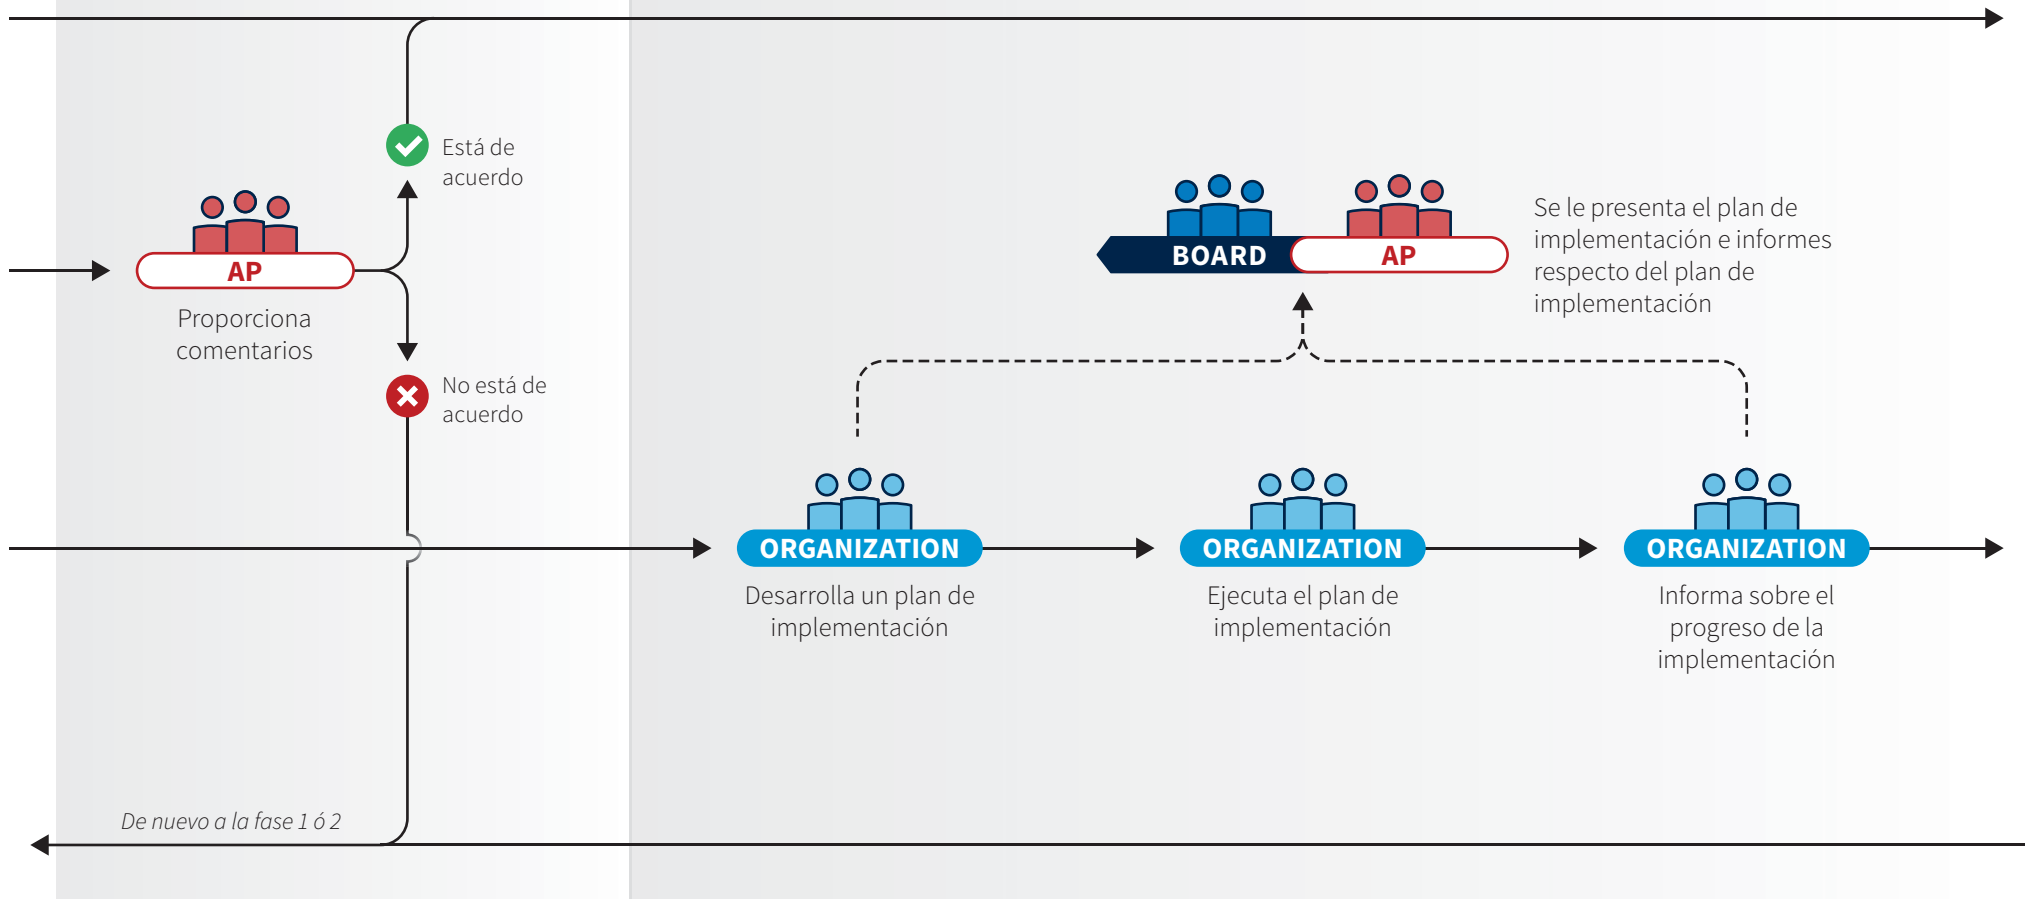 Está de
acuerdo
AP
Proporciona
comentarios
No está de
acuerdo
De nuevo a la fase 1 ó 2
BOARD
AP
Se le presenta el plan de
implementación e informes
respecto del plan de
implementación
ORGANIZATION
Desarrolla un plan de
implementación
ORGANIZATION
Ejecuta el plan de
implementación
ORGANIZATION
Informa sobre el
progreso de la
implementación